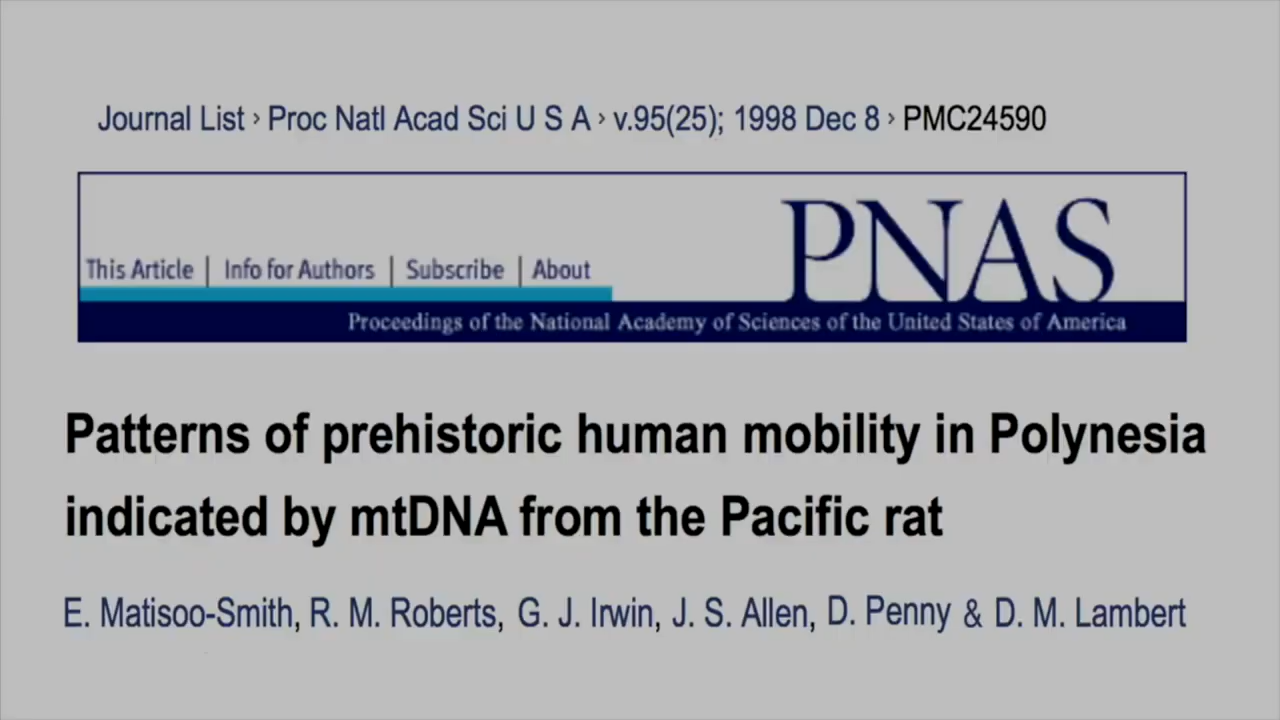 Journal List › Proc Natl Acad Sci U S A › v.95(25); 1998 Dec 8 › PMC24590
PNAS
This Article | Info for Authors | Subscribe | About
Proceedings of the National Academy of Sciences of the United States of America
Patterns of prehistoric human mobility in Polynesia
indicated by mtDNA from the Pacific rat
E. Matisoo-Smith, R. M. Roberts, G. J. Irwin, J. S. Allen, D. Penny & D. M. Lambert